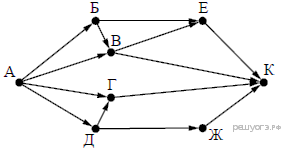 Б Е
В
А К
Г
Д Ж
решуогэ.рф